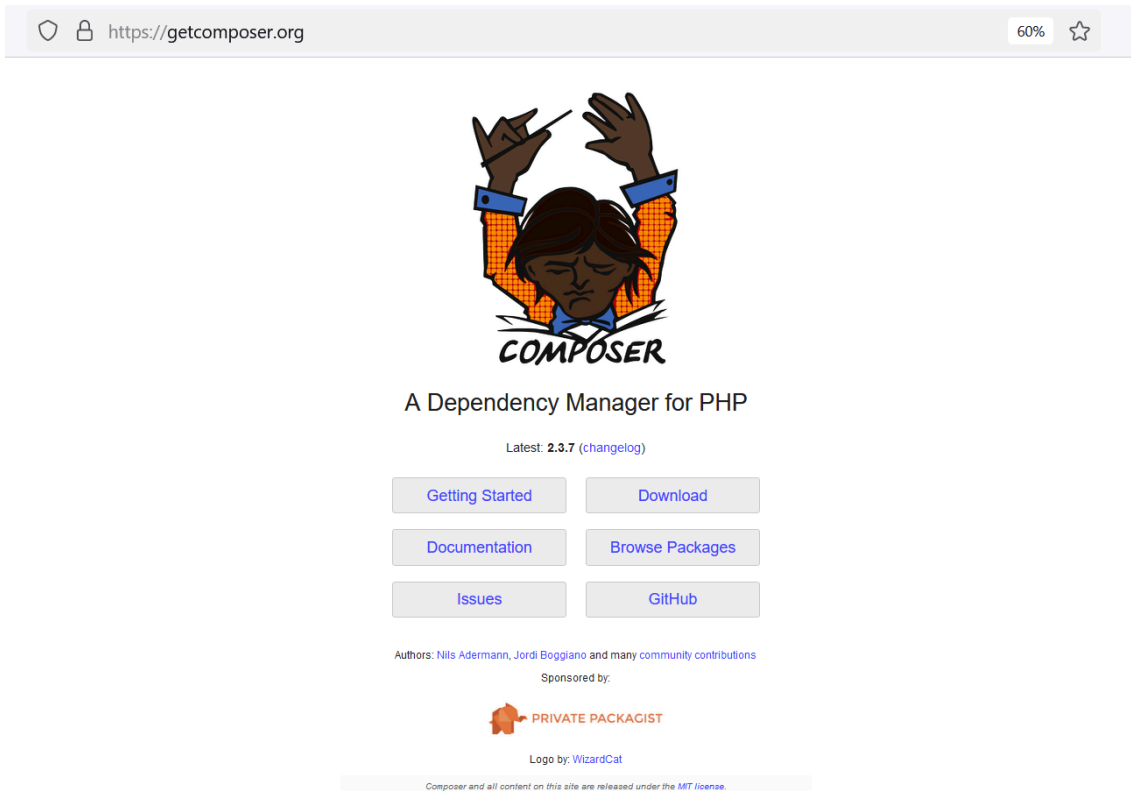 https://getcomposer.org 60%
COMPOSER
A Dependency Manager for PHP
Latest: 2.3.7 (changelog)
Getting Started Download
Documentation Browse Packages
Issues GitHub
Authors: Nils Adermann, Jordi Boggiano and many community contributions
Sponsored by:
PRIVATE PACKAGIST
Logo by: WizardCat
Composer and all content on this site are released under the MIT license.